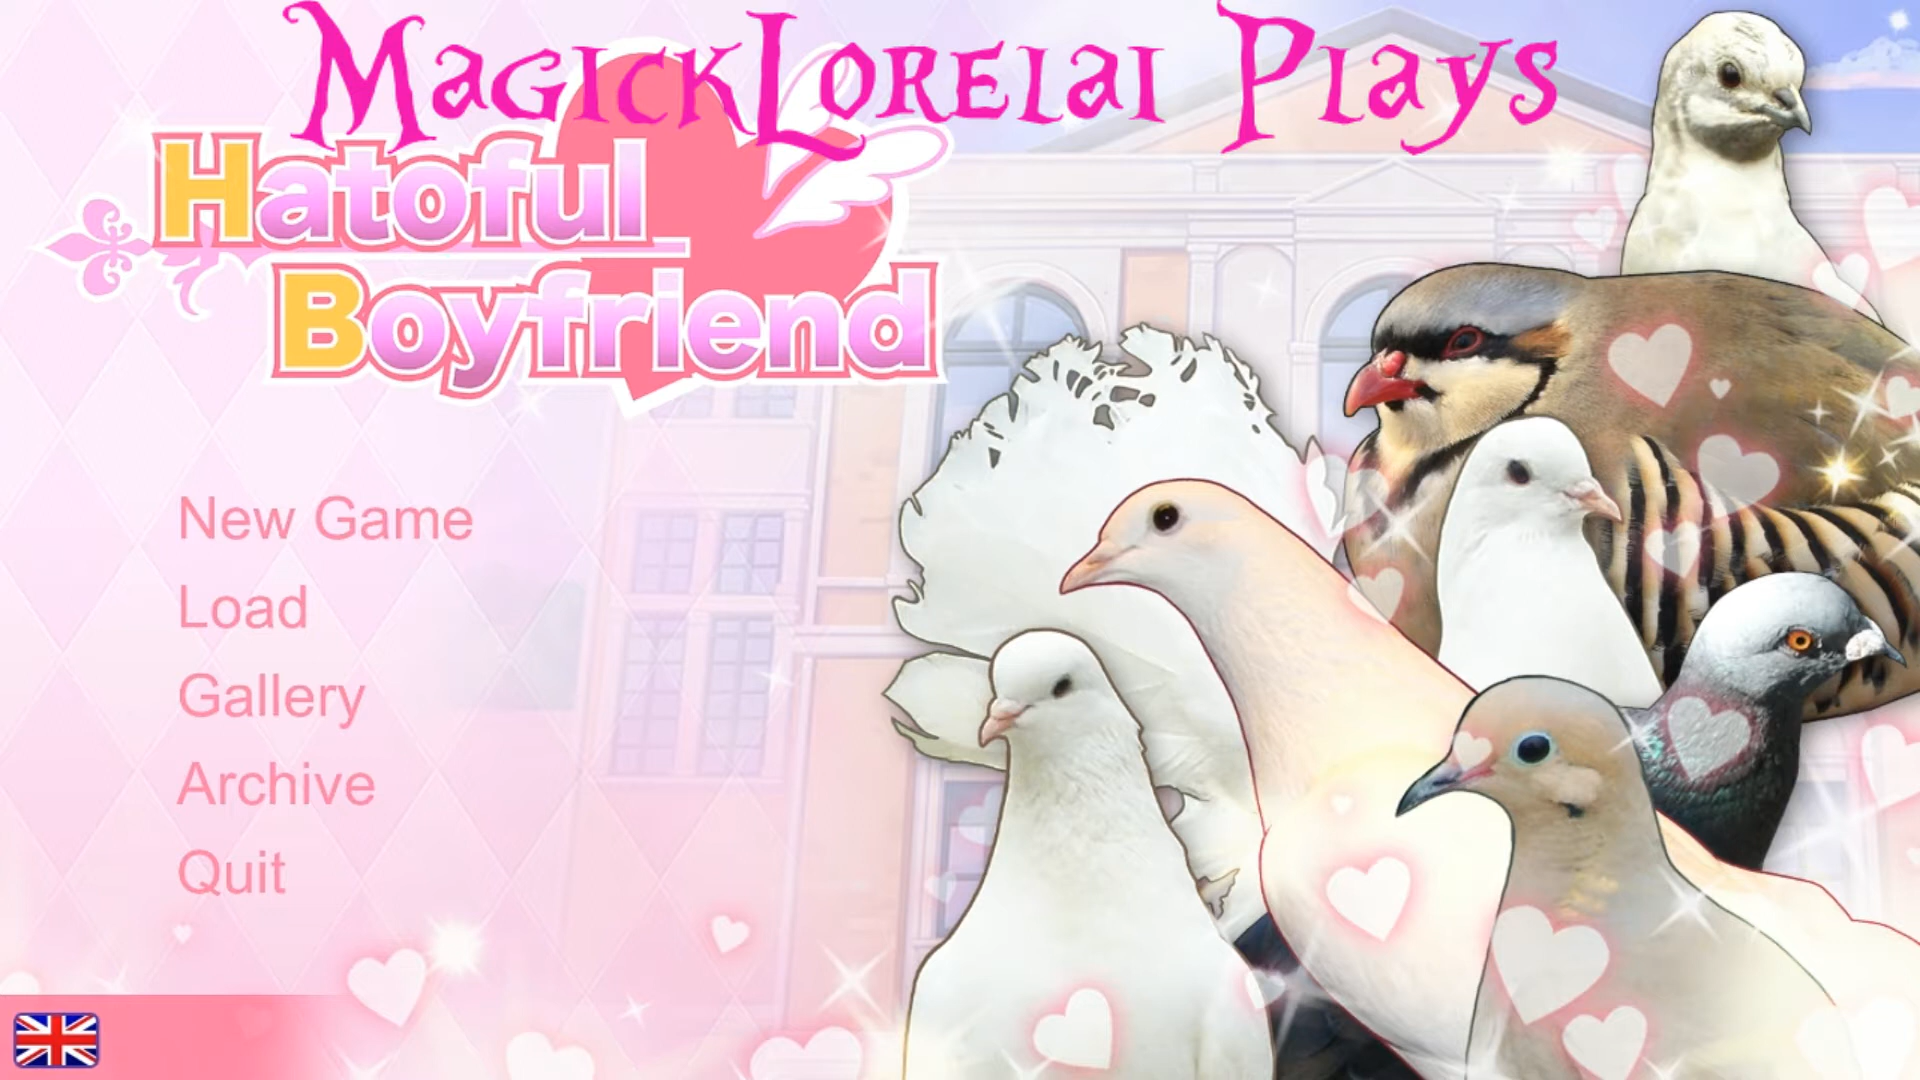 MagickLorelai Plays
Hatoful
Boyfriend
New Game
Load
Gallery
Archive
Quit